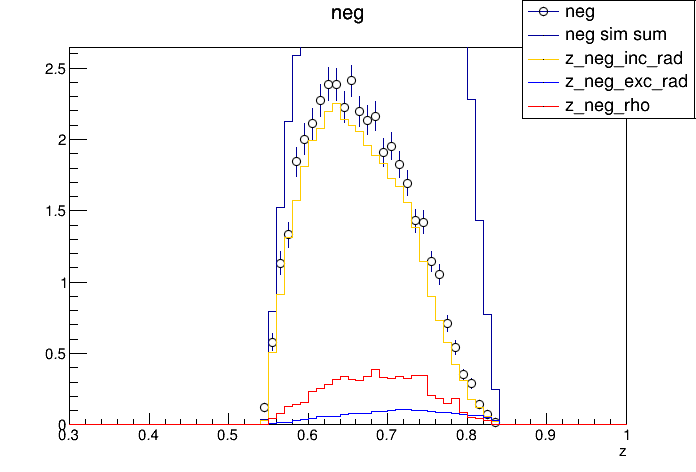 neg
neg
neg sim sum
z_neg_inc_rad
z_neg_exc_rad
z_neg_rho
2.5
2
1.5
1
0.5
0
0.3
0.4
0.5
0.6
0.7
0.8
0.9
1
z